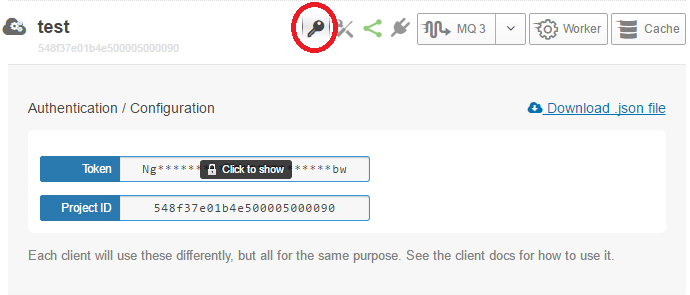 test
548f37e01b4e500005000090
MQ 3
Worker
Cache
Authentication / Configuration
Download .json file
Token
Ng******* Click to show ******bw
Project ID
548f37e01b4e500005000090
Each client will use these differently, but all for the same purpose. See the client docs for how to use it.